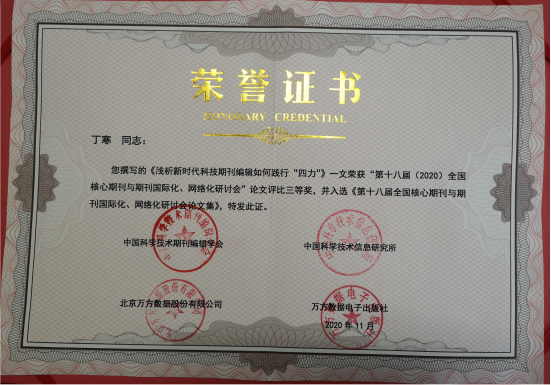 荣誉证书
HONORARY CREDENTIAL
丁寒 同志：
您撰写的《浅析新时代科技期刊编辑如何践行“四力”》一文荣获“第十八届（2020）全国
核心期刊与期刊国际化、网络化研讨会”论文评比三等奖，并入选《第十八届全国核心期刊与期
刊国际化、网络化研讨会论文集》，特发此证。
中国科学技术期刊编辑学会 中国科学技术信息研究所
北京万方数据股份有限公司 万方数据电子出版社
2020年11月